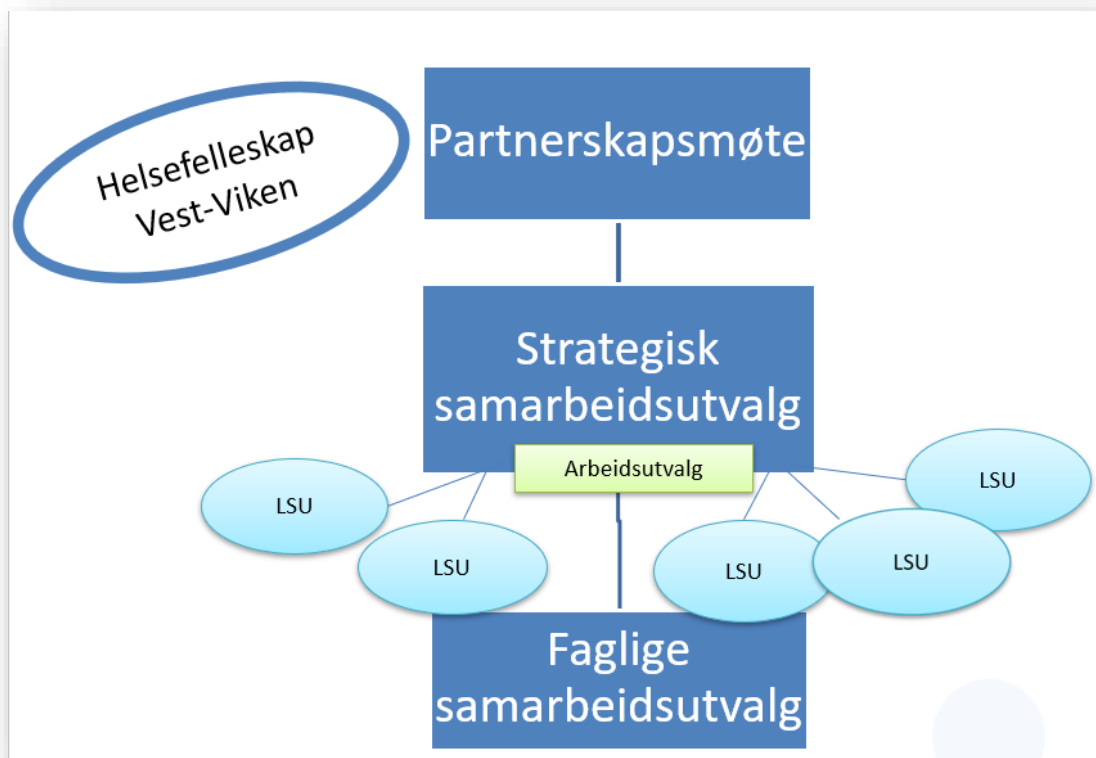 Helsefelleskap
Vest-Viken
Partnerskapsmøte
Strategisk
samarbeidsutvalg
Arbeidsutvalg
LSU
LSU
LSU
LSU
LSU
Faglige
samarbeidsutvalg